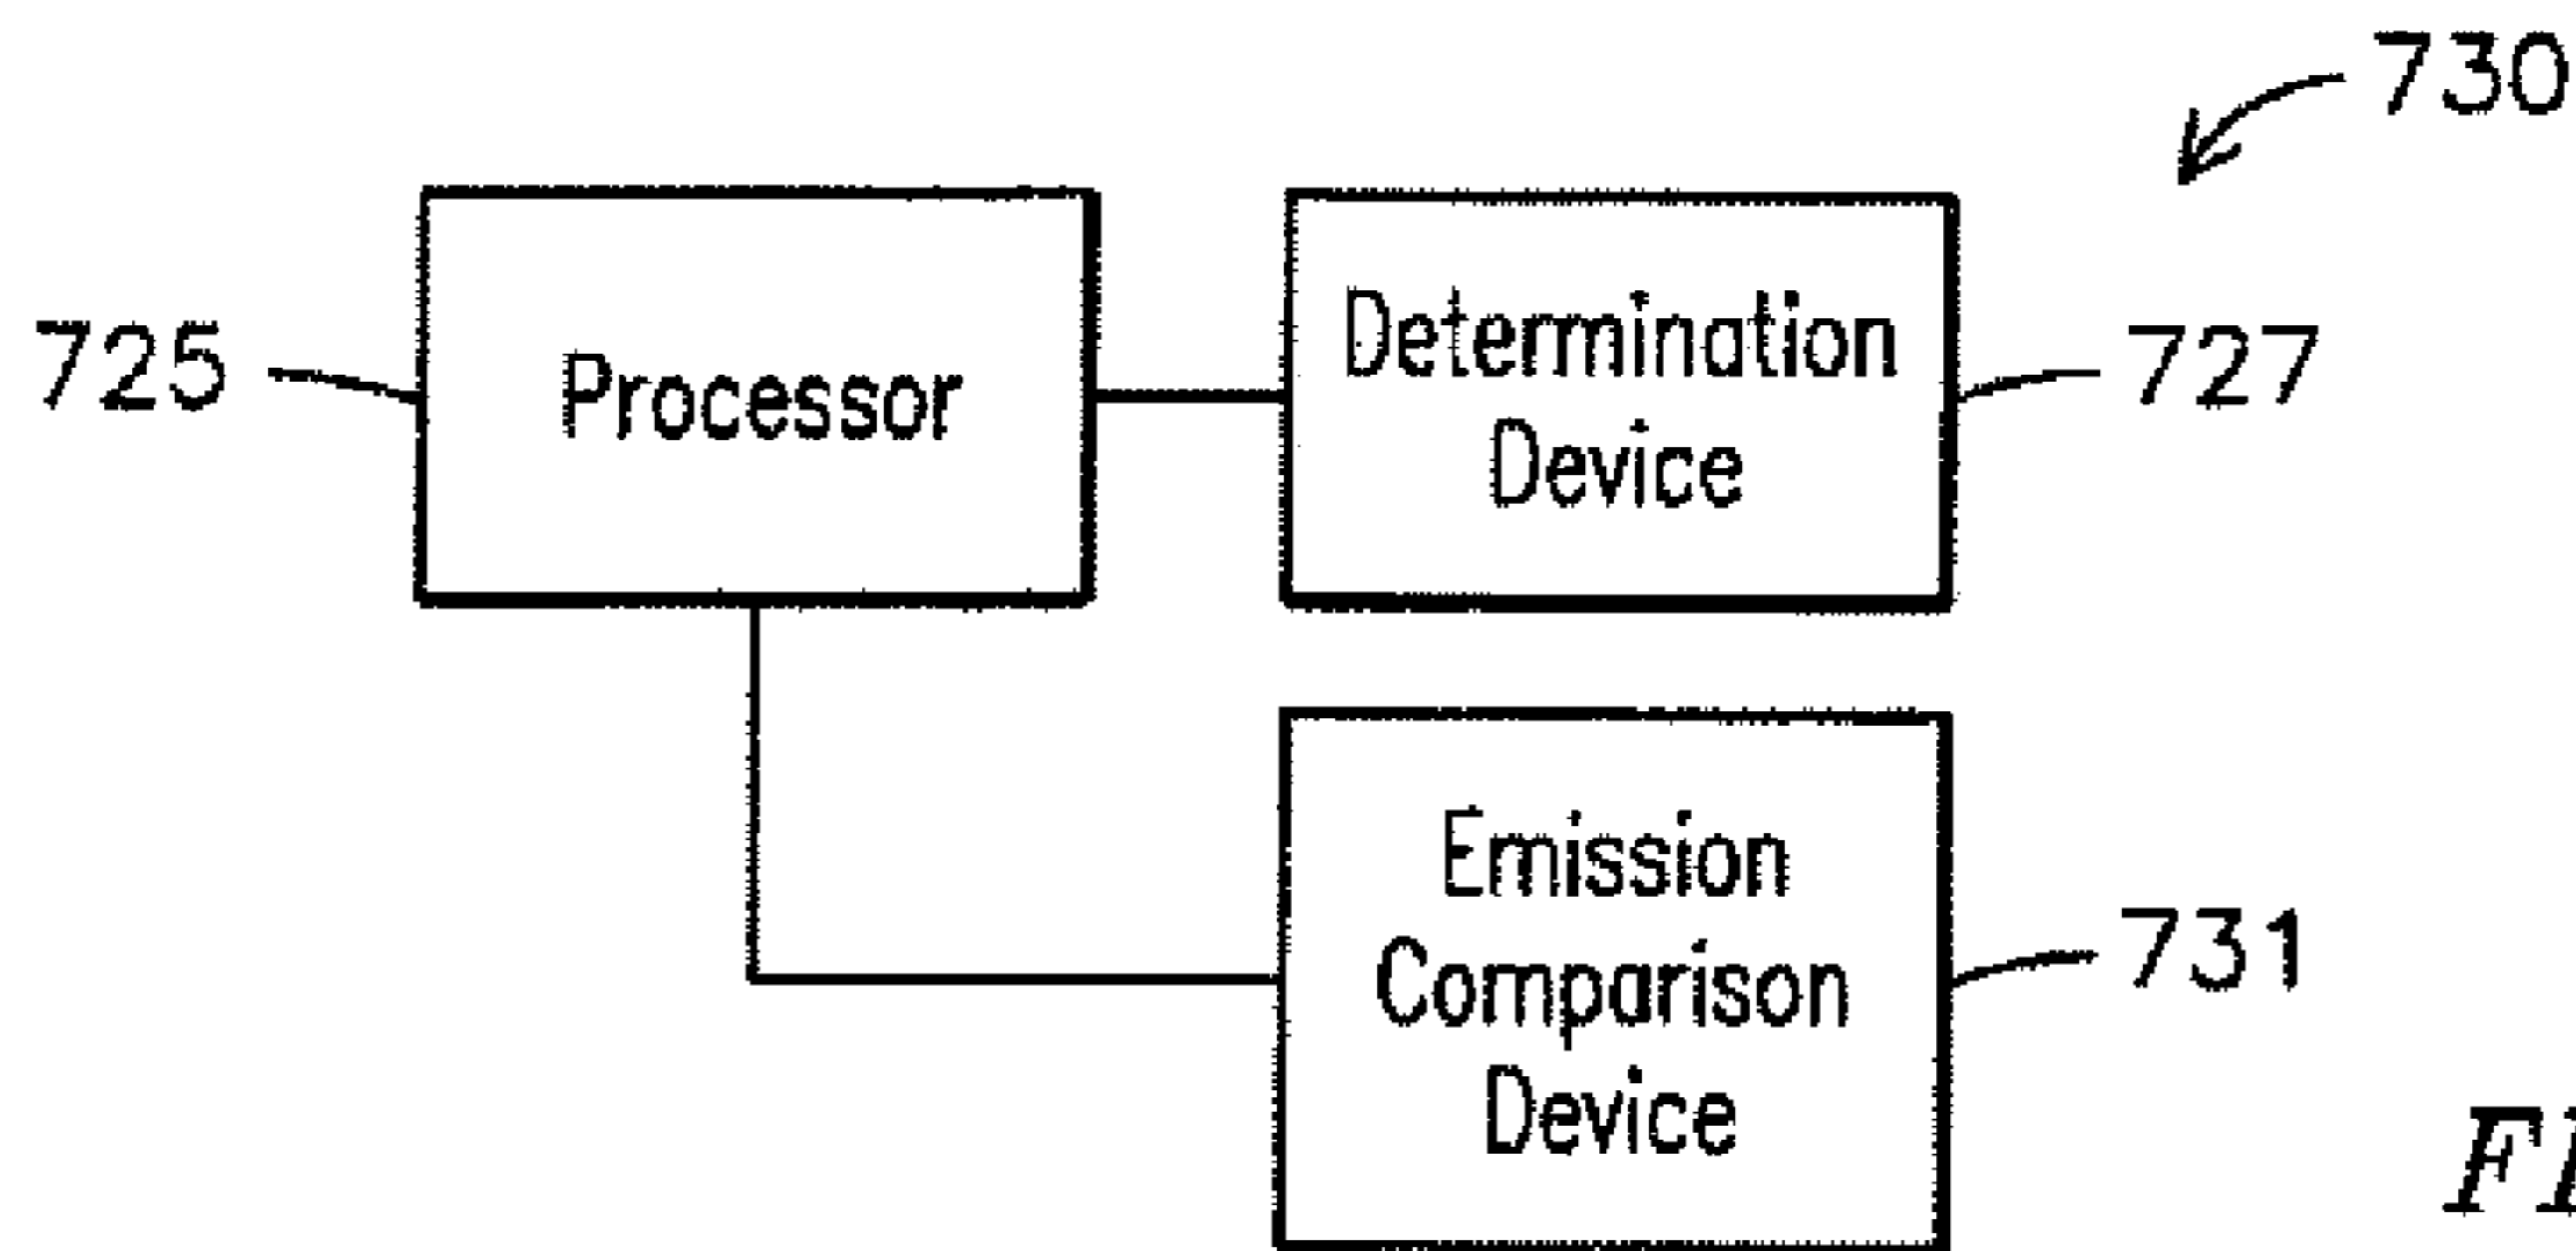 730
725
Processor
Determination
Device
727
Emission
Comparison
Device
731